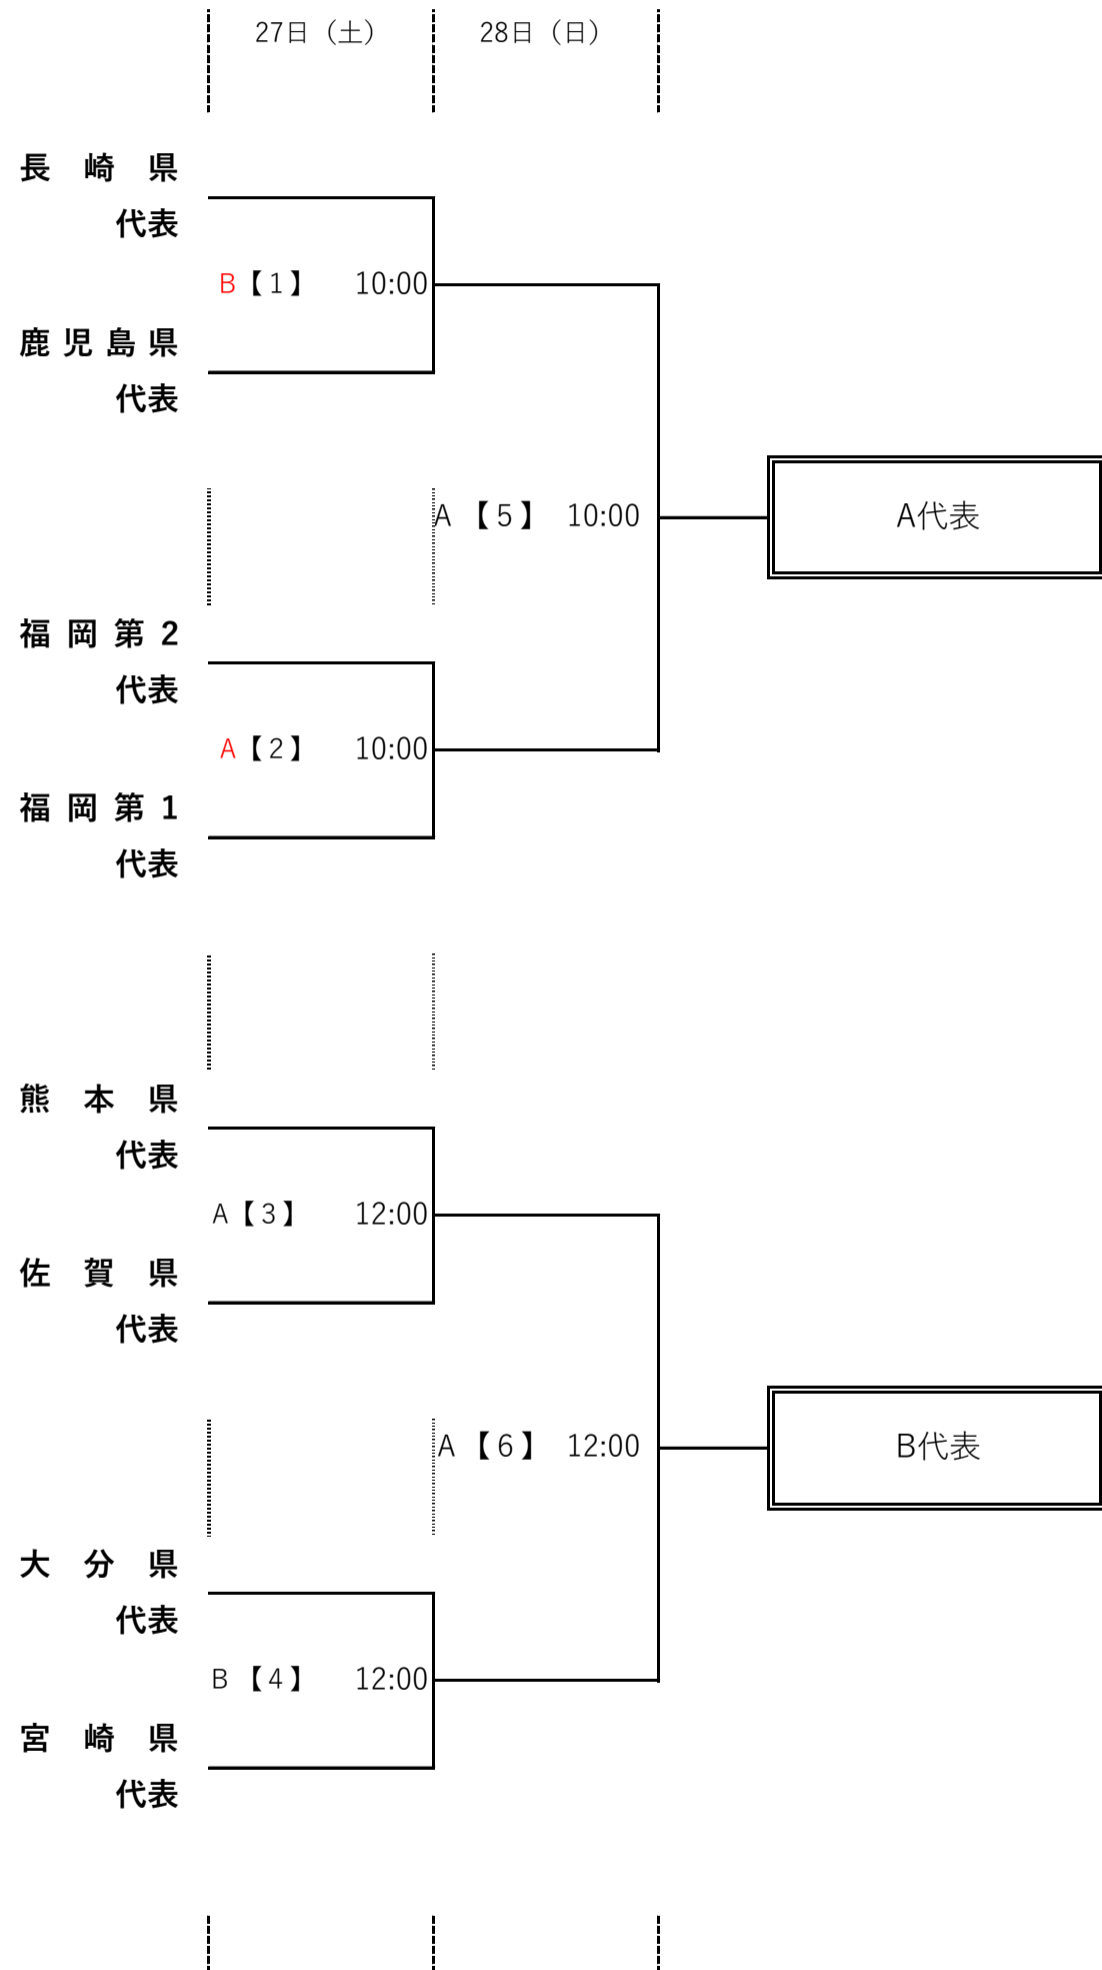 27日（土） 28日（日）
長崎県
代表
B【1】 10:00
鹿児島県
代表
A【5】 10:00
A代表
福岡第2
代表
A【2】 10:00
福岡第1
代表
熊本県
代表
A【3】 12:00
佐賀県
代表
A【6】 12:00
B代表
大分県
代表
B【4】 12:00
宮崎県
代表